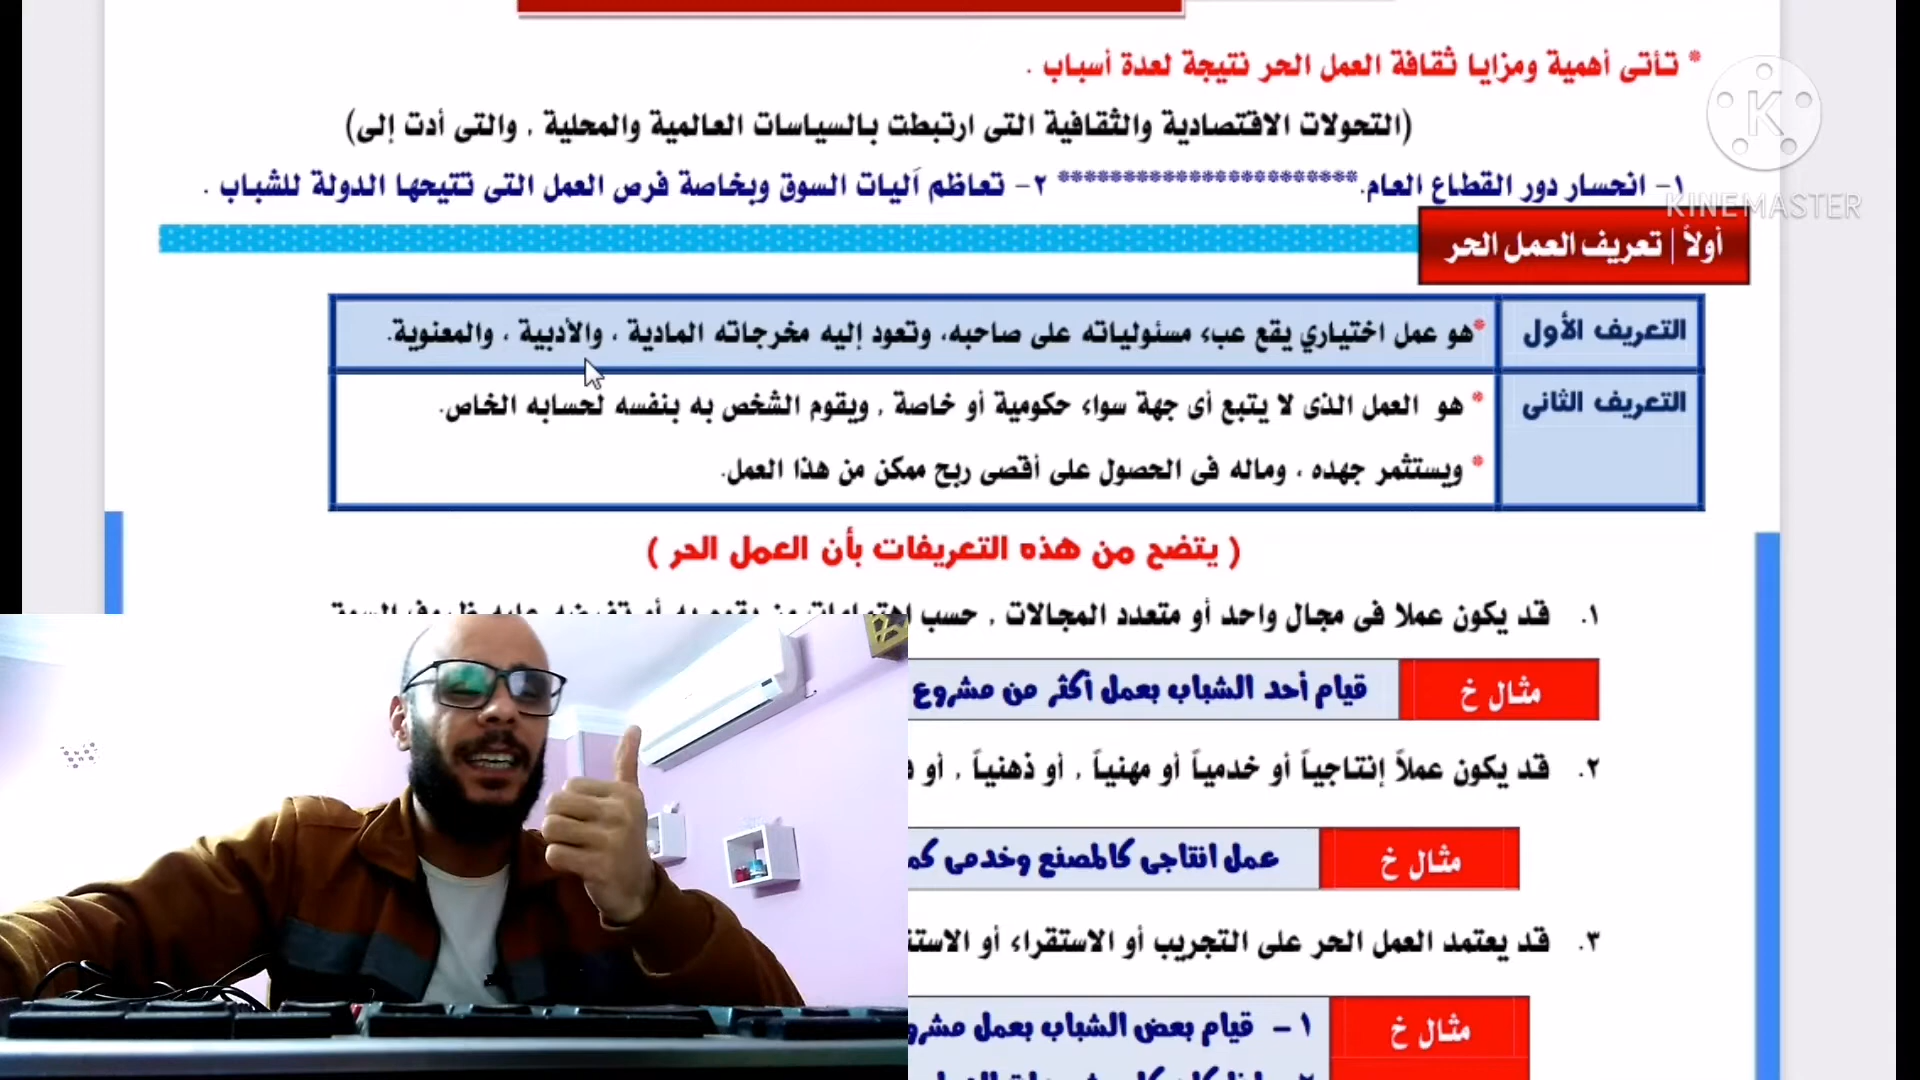 * تأتى أهمية ومزايا ثقافة العمل الحر نتيجة لعدة أسباب .
(التحولات الاقتصادية والثقافية التى ارتبطت بالسياسات العالمية والمحلية , والتى أدت إلى)
١- انحسار دور القطاع العام.*********************** ٢- تعاظم آليات السوق وبخاصة فرص العمل التى تتيحها الدولة للشباب .
K
KINEMASTER
أولاً | تعريف العمل الحر
التعريف الأول
*هو عمل اختياري يقع عبء مسئولياته على صاحبه، وتعود إليه مخرجاته المادية ، والأدبية ، والمعنوية.
التعريف الثانى
* هو العمل الذى لا يتبع أى جهة سواء حكومية أو خاصة , ويقوم الشخص به بنفسه لحسابه الخاص.
* ويستثمر جهده ، وماله فى الحصول على أقصى ربح ممكن من هذا العمل.
( يتضح من هذه التعريفات بأن العمل الحر )
١. قد يكون عملا فى مجال واحد أو متعدد المجالات , حسب
مثال خ
قيام أحد الشباب بعمل أكثر من مشروع
٢. قد يكون عملاً إنتاجياً أو خدمياً أو مهنياً , أو ذهنياً , أو
مثال خ
عمل انتاجى كالمصنع وخدمى
٣. قد يعتمد العمل الحر على التجريب أو الاستقراء أو
مثال خ
١ - قيام بعض الشباب بعمل